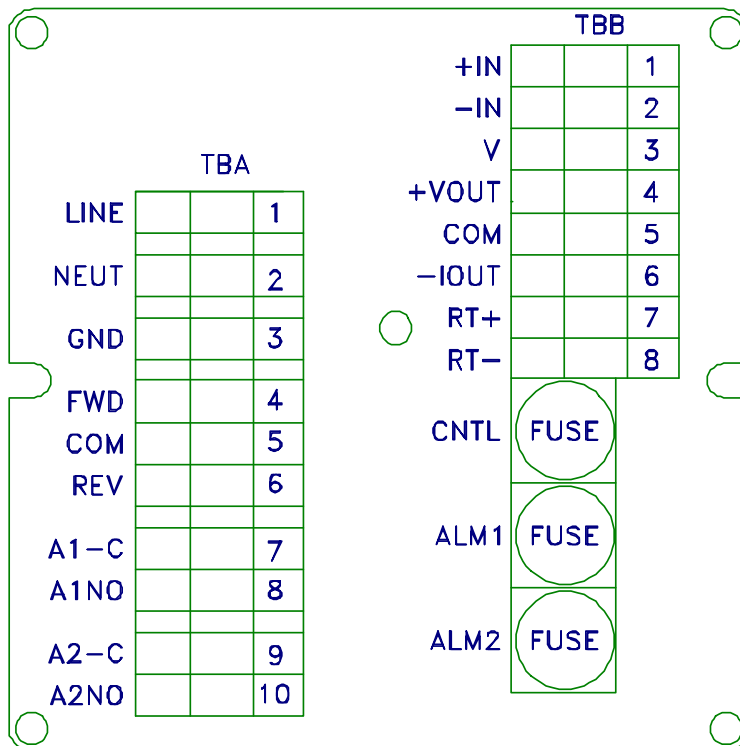 TBA
LINE 1
NEUT 2
GND 3
FWD 4
COM 5
REV 6
A1-C 7
A1NO 8
A2-C 9
A2NO 10
TBB
+IN 1
-IN 2
V 3
+VOUT 4
COM 5
-IOUT 6
RT+ 7
RT- 8
CNTL FUSE
ALM1 FUSE
ALM2 FUSE